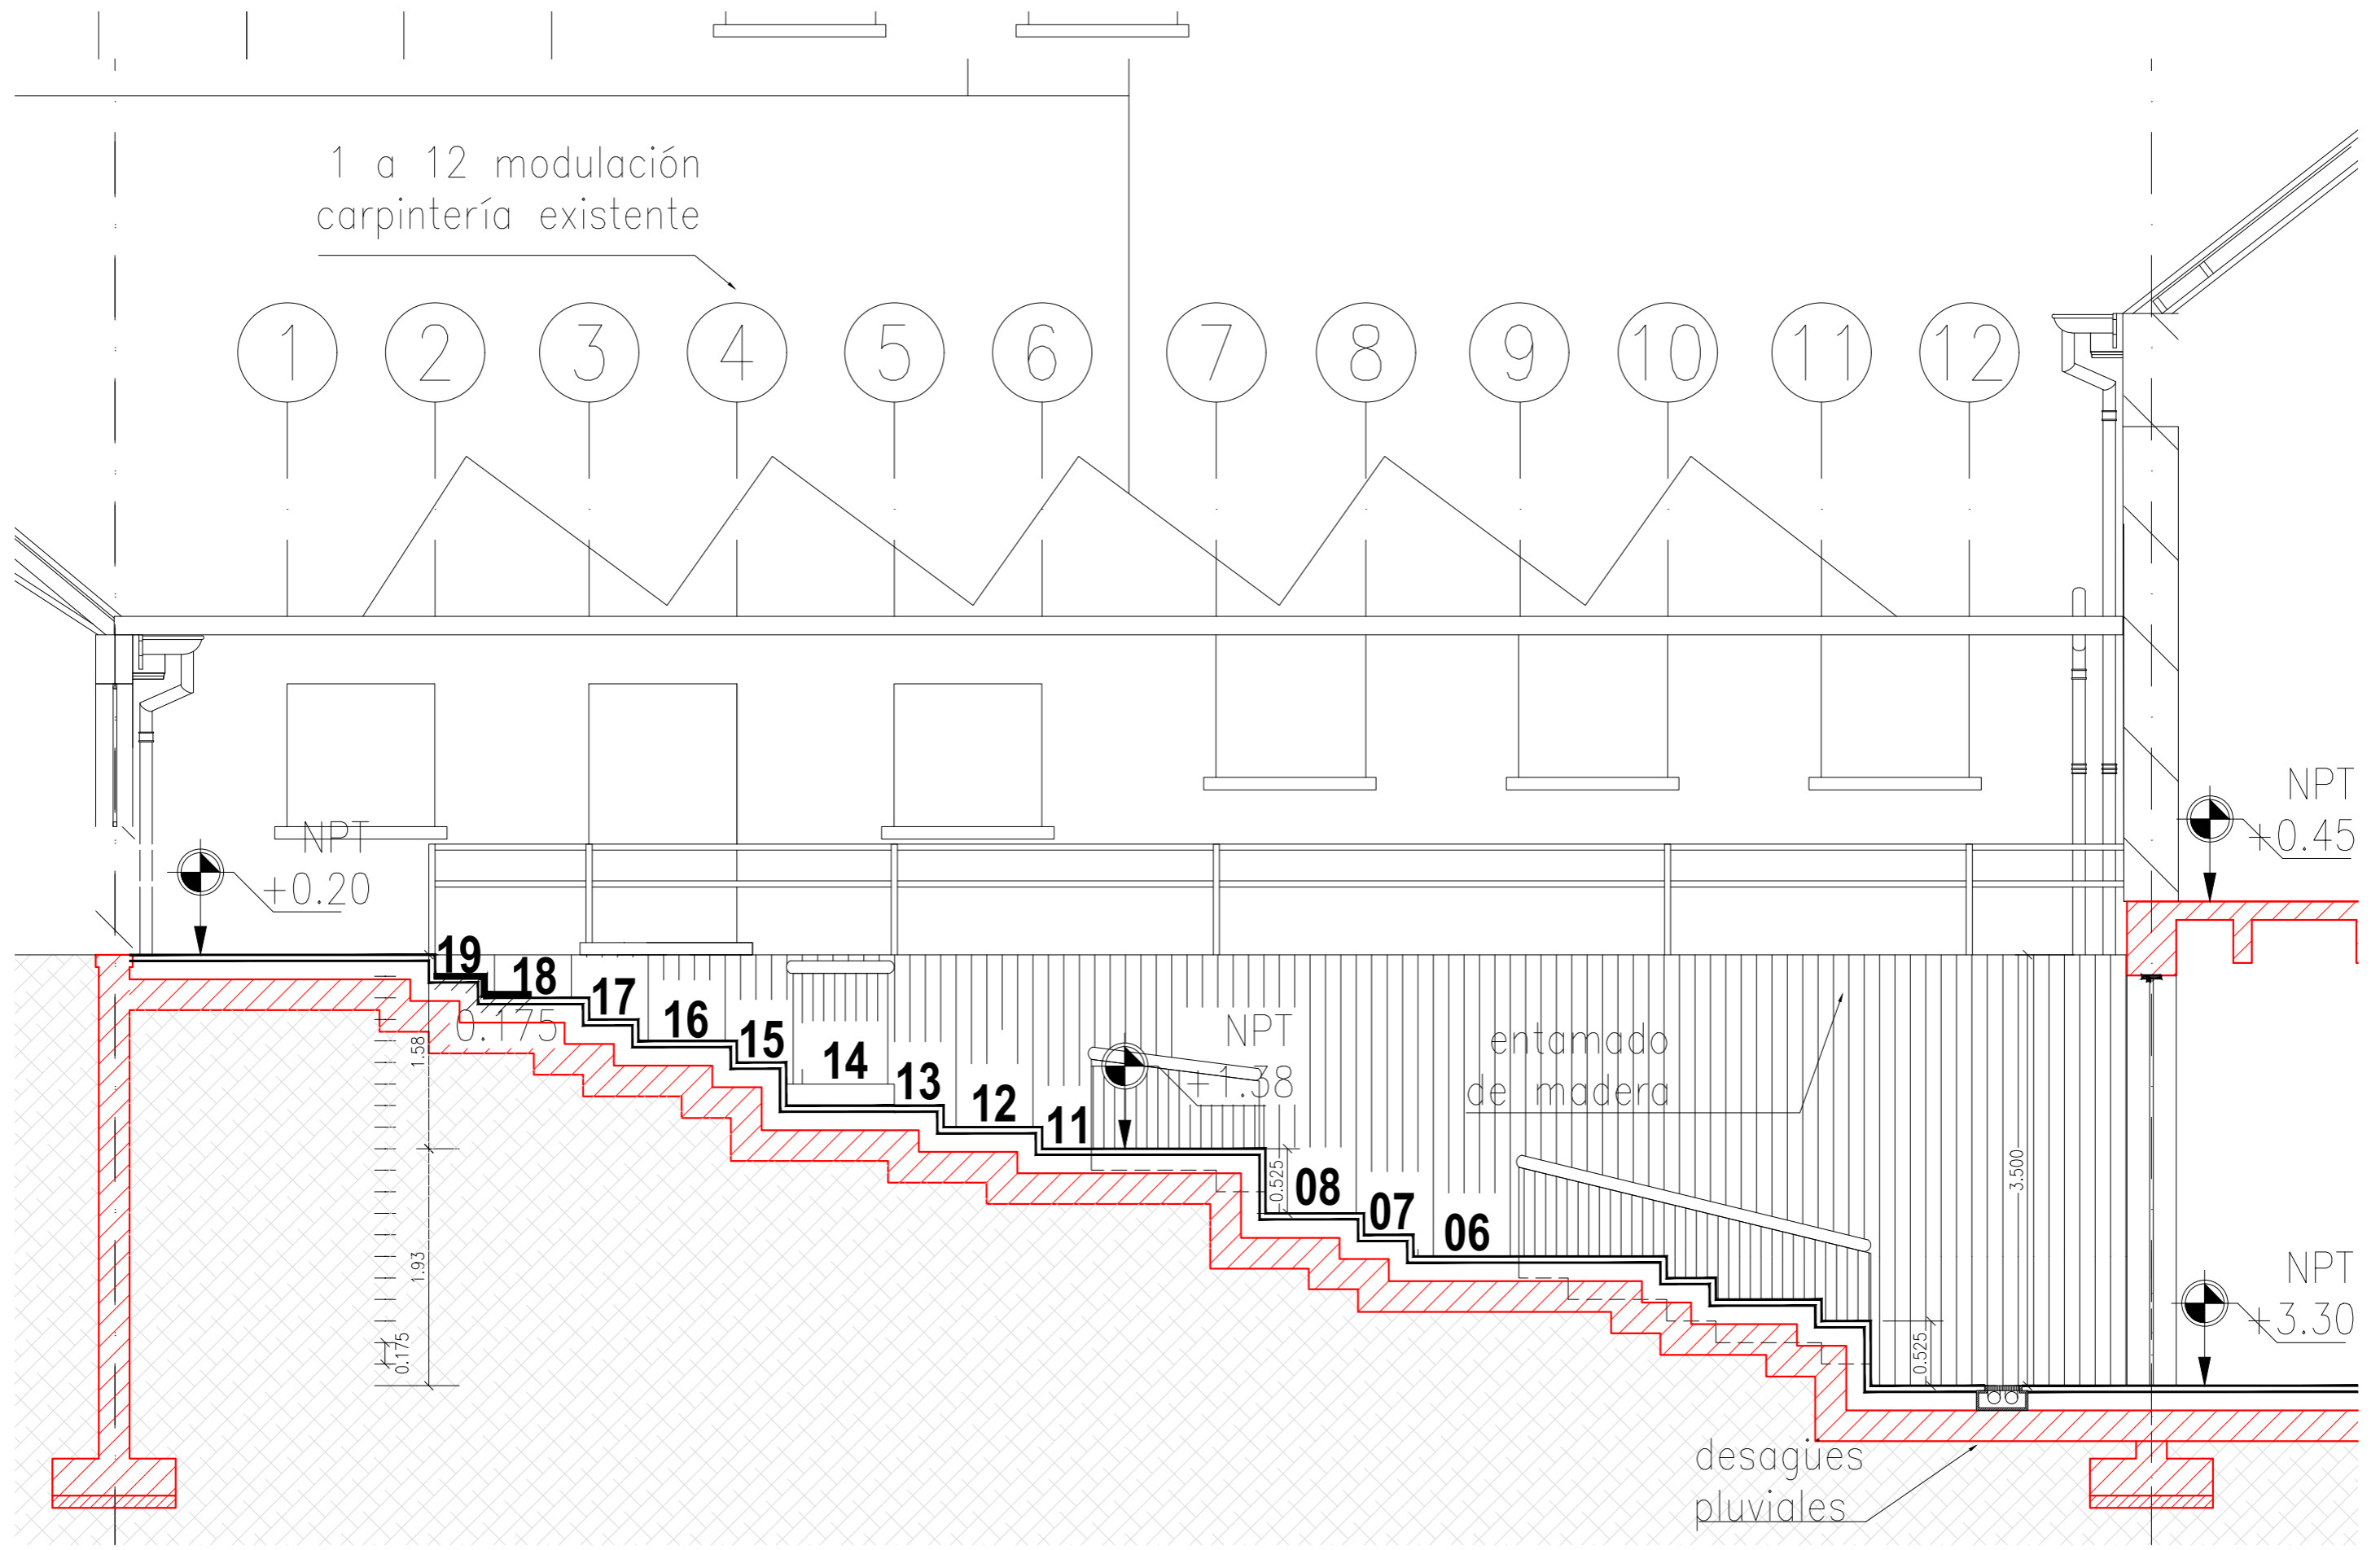 1 a 12 modulación
carpintería existente
1 2 3 4 5 6 7 8 9 10 11 12
NPT
+0.45
NPT
+0.20
19
18
17
16
15
14
13
12
11
08
07
06
0.175
1.58
NPT
+1.38
entamado
de madera
0.525
3.500
1.93
0.175
0.525
NPT
+3.30
desagües
pluviales